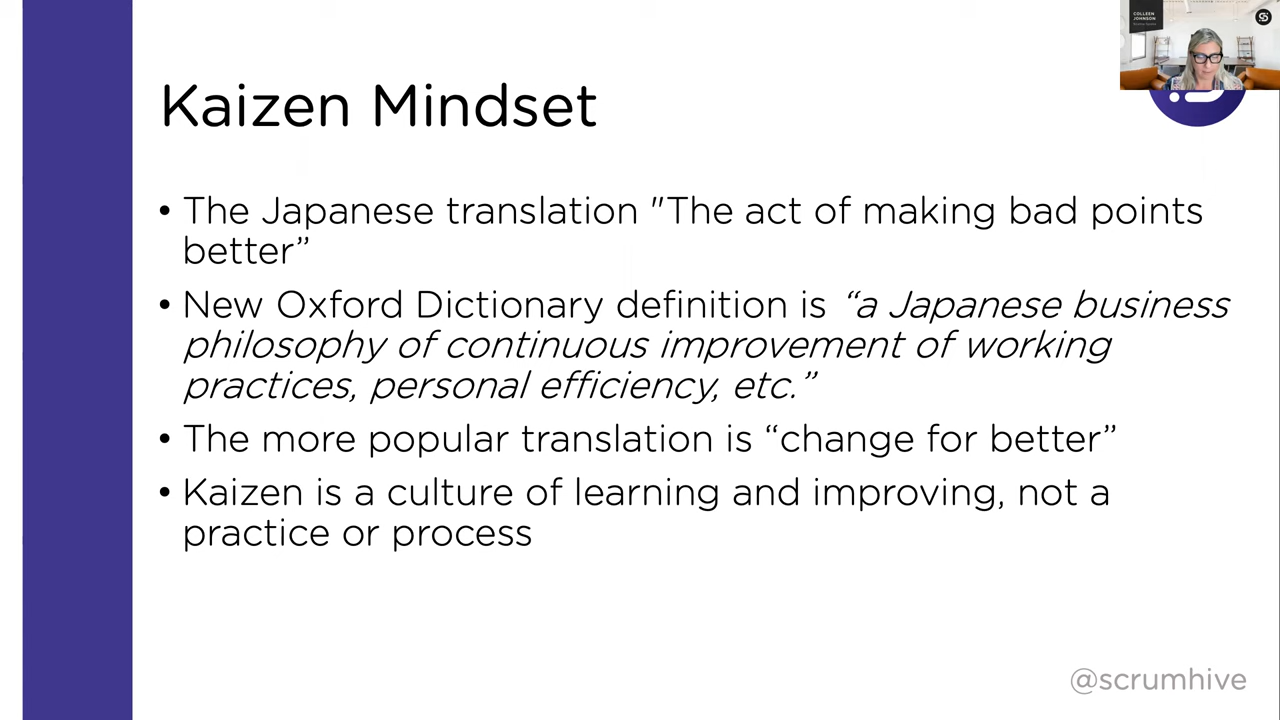 COLLEEN
JOHNSON
Kaizen Mindset
• The Japanese translation "The act of making bad points
better”
• New Oxford Dictionary definition is “a Japanese business
philosophy of continuous improvement of working
practices, personal efficiency, etc.”
• The more popular translation is “change for better”
• Kaizen is a culture of learning and improving, not a
practice or process
@scrumhive